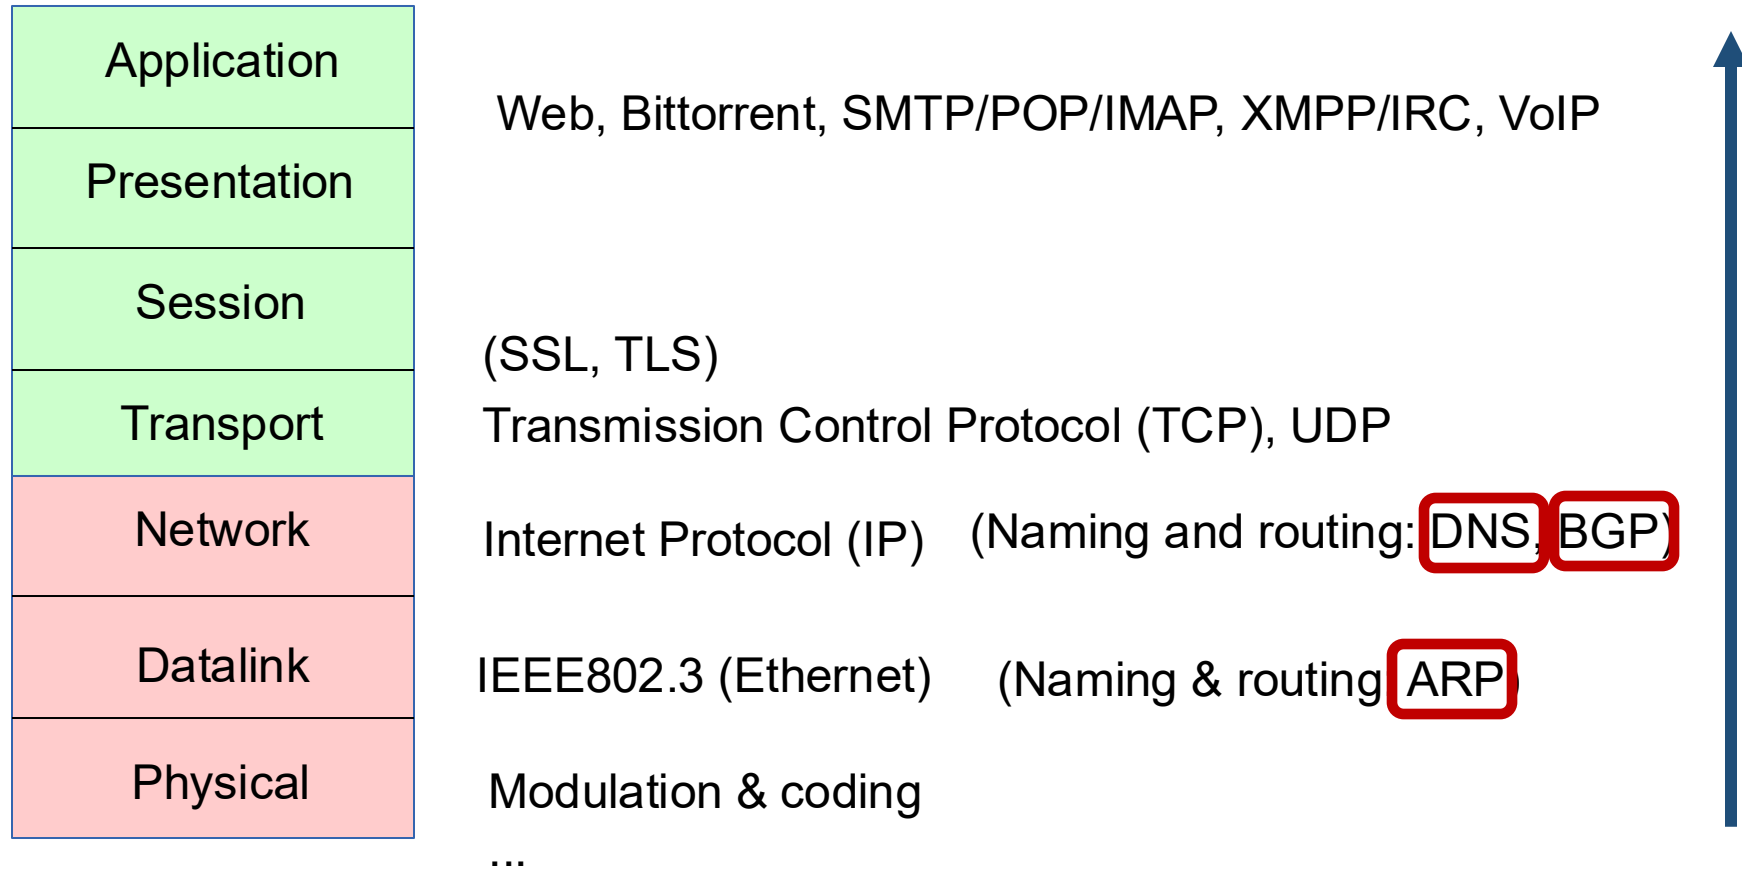 Application
Web, Bittorrent, SMTP/POP/IMAP, XMPP/IRC, VoIP
Presentation
Session
(SSL, TLS)
Transport
Transmission Control Protocol (TCP), UDP
Network
Internet Protocol (IP)
(Naming and routing: DNS, BGP)
Datalink
IEEE802.3 (Ethernet)
(Naming & routing ARP)
Physical
Modulation & coding
...